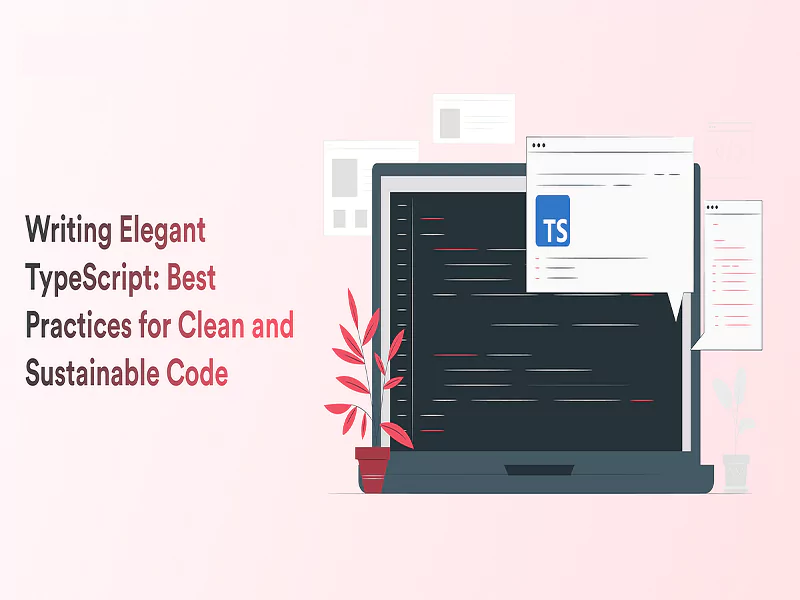 Writing Elegant
TypeScript: Best
Practices for Clean and
Sustainable Code
TS